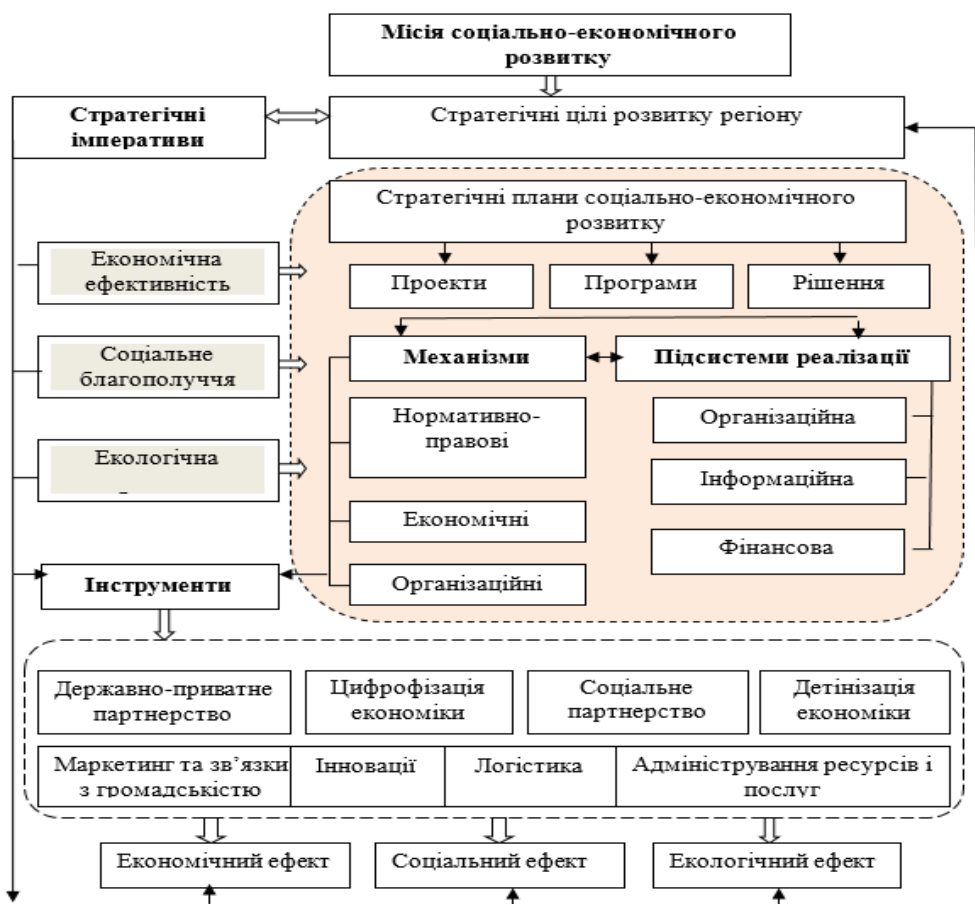 Місія соціально-економічного
розвитку
Стратегічні
імперативи
Стратегічні цілі розвитку регіону
Стратегічні плани соціально-економічного
розвитку
Економічна
ефективність
Проекти
Програми
Рішення
Соціальне
благополуччя
Механізми
Підсистеми реалізації
Нормативно-
правові
Організаційна
Екологічна
Інформаційна
Економічні
Фінансова
Інструменти
Організаційні
Державно-приватне
партнерство
Цифрофізація
економіки
Соціальне
партнерство
Детінізація
економіки
Маркетинг та зв’язки
з громадськістю
Інновації
Логістика
Адміністрування ресурсів і
послуг
Економічний ефект
Соціальний ефект
Екологічний ефект